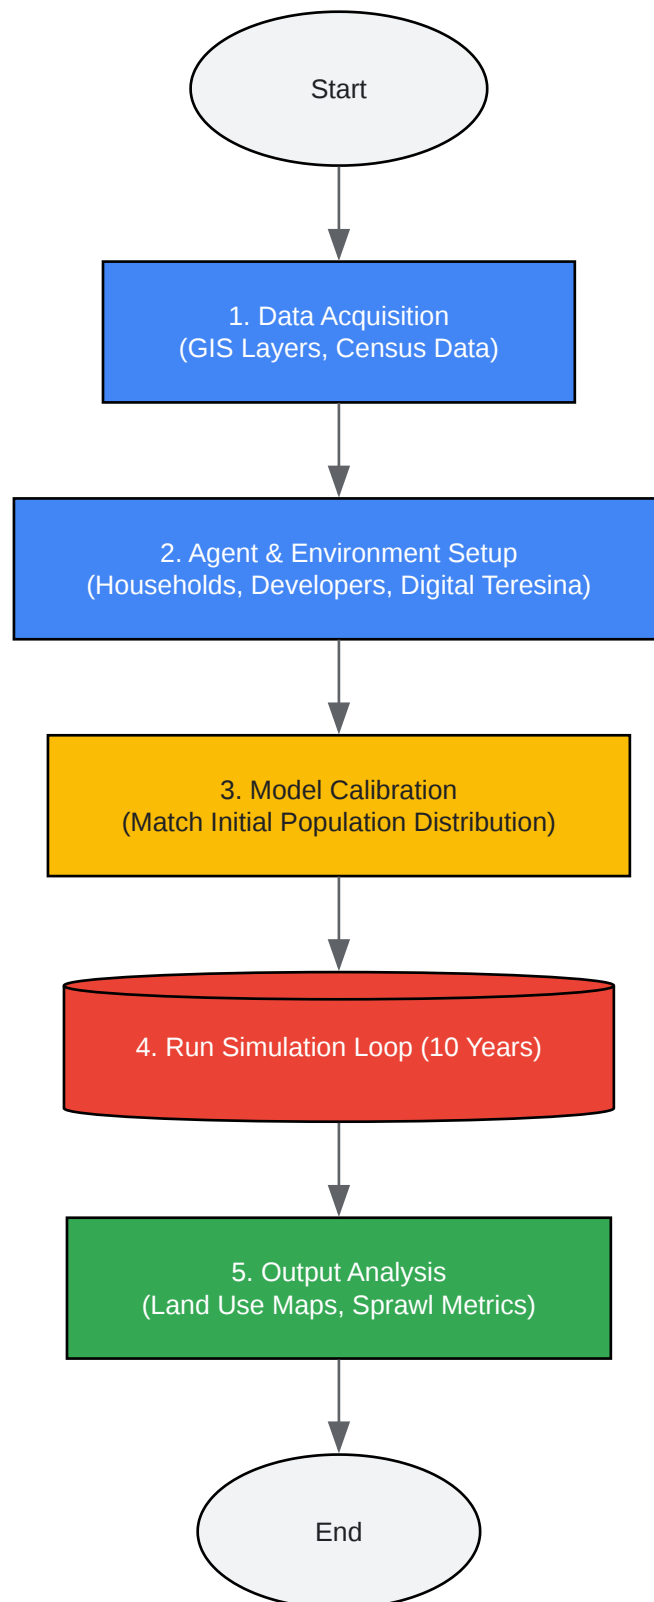 Start
1. Data Acquisition
(GIS Layers, Census Data)
2. Agent & Environment Setup
(Households, Developers, Digital Teresina)
3. Model Calibration
(Match Initial Population Distribution)
4. Run Simulation Loop (10 Years)
5. Output Analysis
(Land Use Maps, Sprawl Metrics)
End